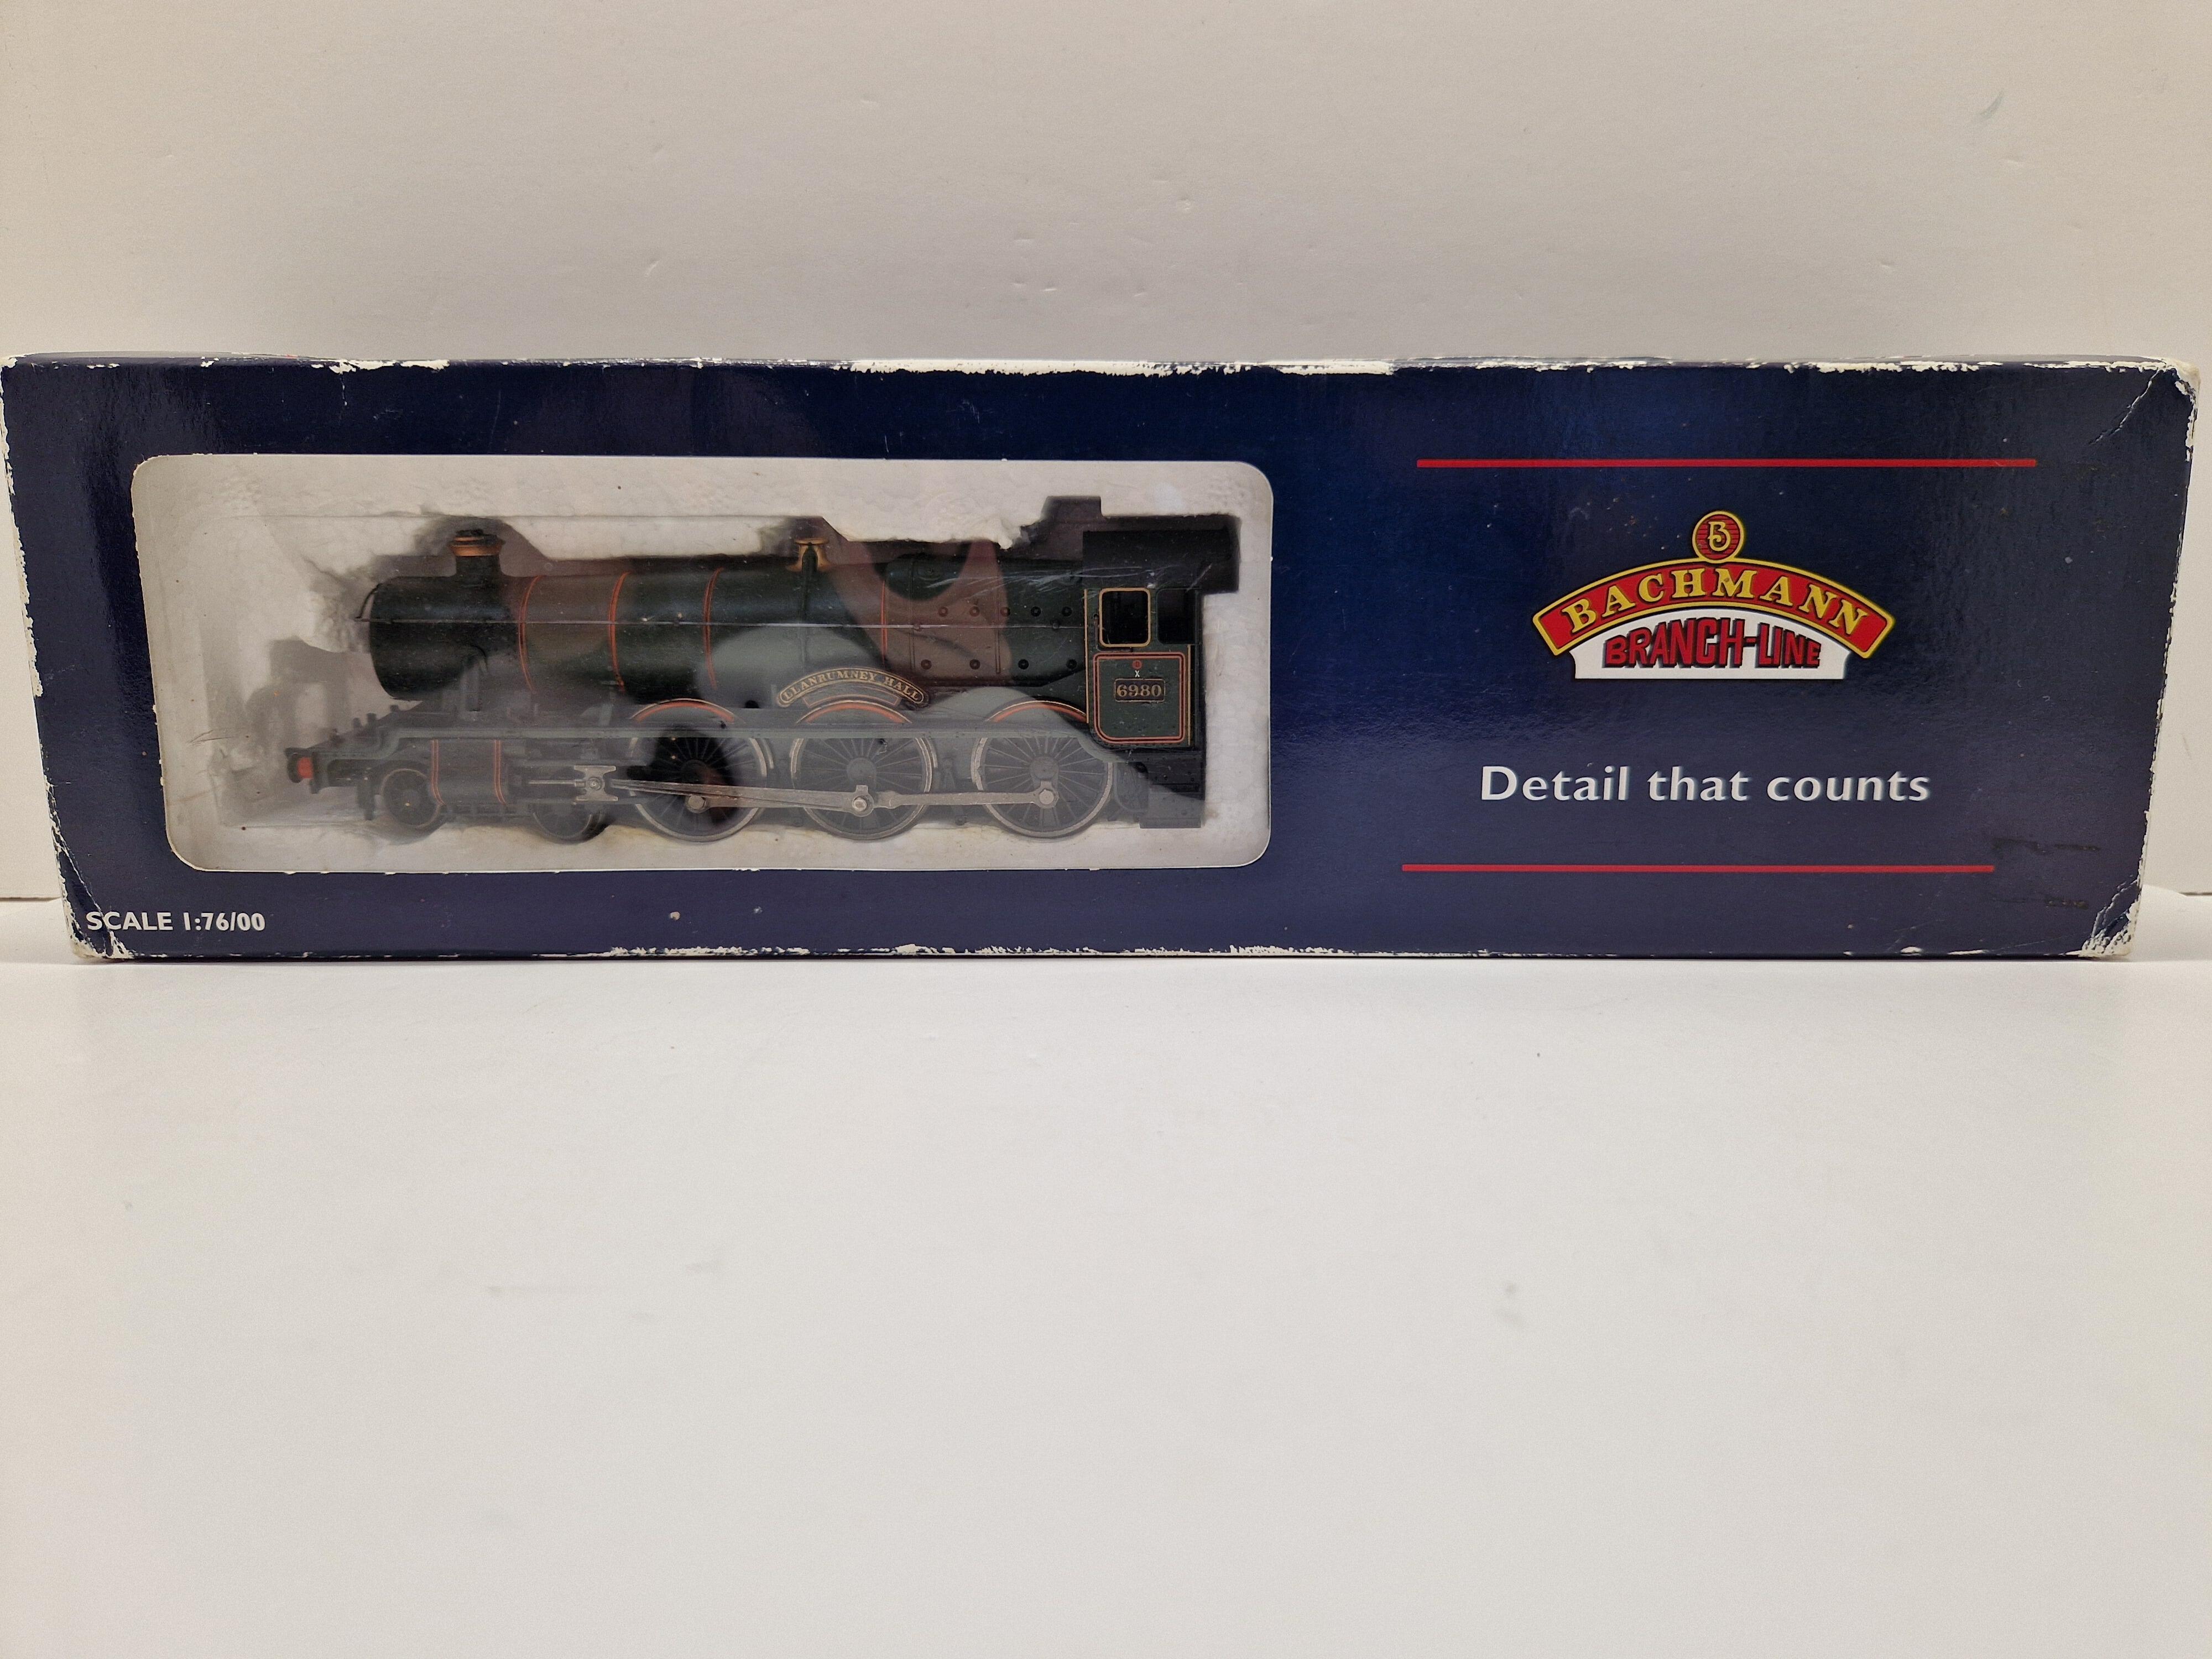 LLANRUMNEY HALL
X
6980
SCALE 1:76/00
B
BACHMANN
BRANCH-LINE
Detail that counts